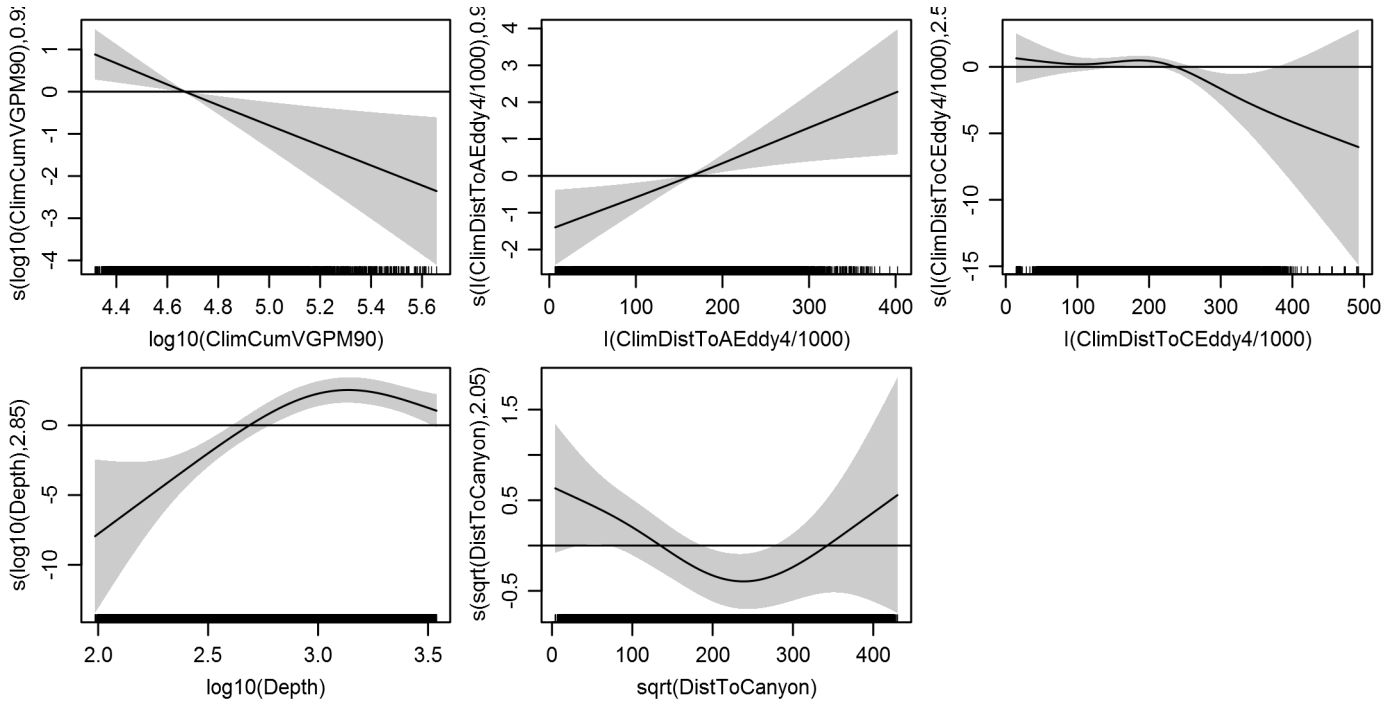 s(log10(ClimCumVGPM90),0.92
1
0
-1
-2
-3
-4
4.4 4.6 4.8 5.0 5.2 5.4 5.6
log10(ClimCumVGPM90)
s(I(ClimDistToAEddy4/1000),0.9
4
3
2
1
0
-1
-2
0 100 200 300 400
I(ClimDistToAEddy4/1000)
s(I(ClimDistToCEddy4/1000),2.5
0
-5
-10
-15
0 100 200 300 400 500
I(ClimDistToCEddy4/1000)
s(log10(Depth),2.85)
0
-5
-10
2.0 2.5 3.0 3.5
log10(Depth)
s(sqrt(DistToCanyon),2.05)
1.5
0.5
-0.5
0 100 200 300 400
sqrt(DistToCanyon)